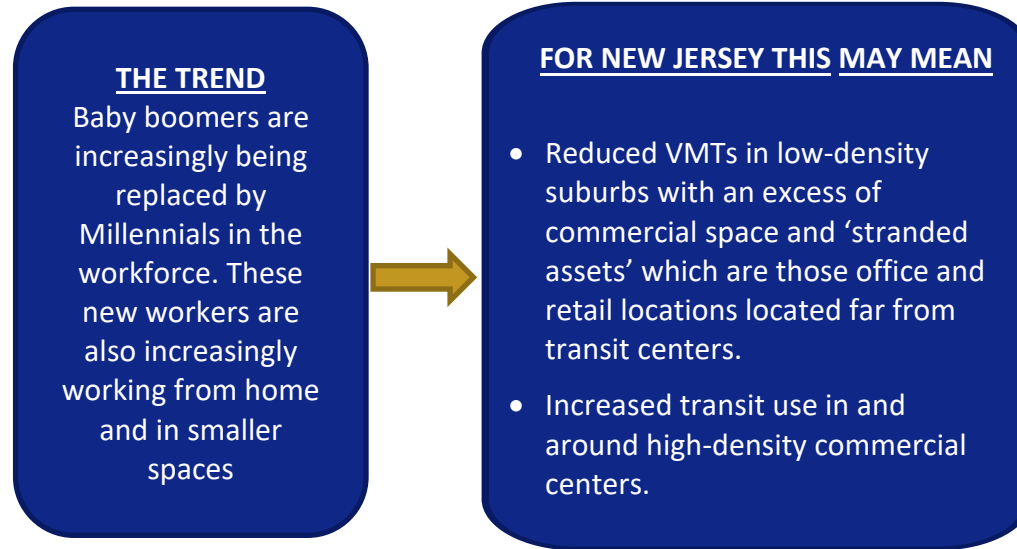 THE TREND
Baby boomers are
increasingly being
replaced by
Millennials in the
workforce. These
new workers are
also increasingly
working from home
and in smaller
spaces
FOR NEW JERSEY THIS MAY MEAN
• Reduced VMTs in low-density
suburbs with an excess of
commercial space and ‘stranded
assets’ which are those office and
retail locations located far from
transit centers.
• Increased transit use in and
around high-density commercial
centers.